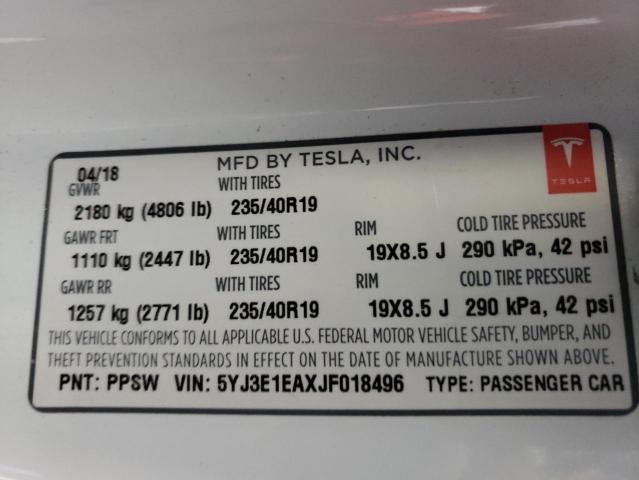 MFD BY TESLA, INC.
04/18
GVWR WITH TIRES
2180 kg (4806 lb) 235/40R19
GAWR FRT WITH TIRES RIM COLD TIRE PRESSURE
1110 kg (2447 lb) 235/40R19 19X8.5 J 290 kPa, 42 psi
GAWR RR WITH TIRES RIM COLD TIRE PRESSURE
1257 kg (2771 lb) 235/40R19 19X8.5 J 290 kPa, 42 psi
THIS VEHICLE CONFORMS TO ALL APPLICABLE U.S. FEDERAL MOTOR VEHICLE SAFETY, BUMPER, AND
THEFT PREVENTION STANDARDS IN EFFECT ON THE DATE OF MANUFACTURE SHOWN ABOVE.
PNT: PPSW VIN: 5YJ3E1EAXJF018496 TYPE: PASSENGER CAR
TESLA